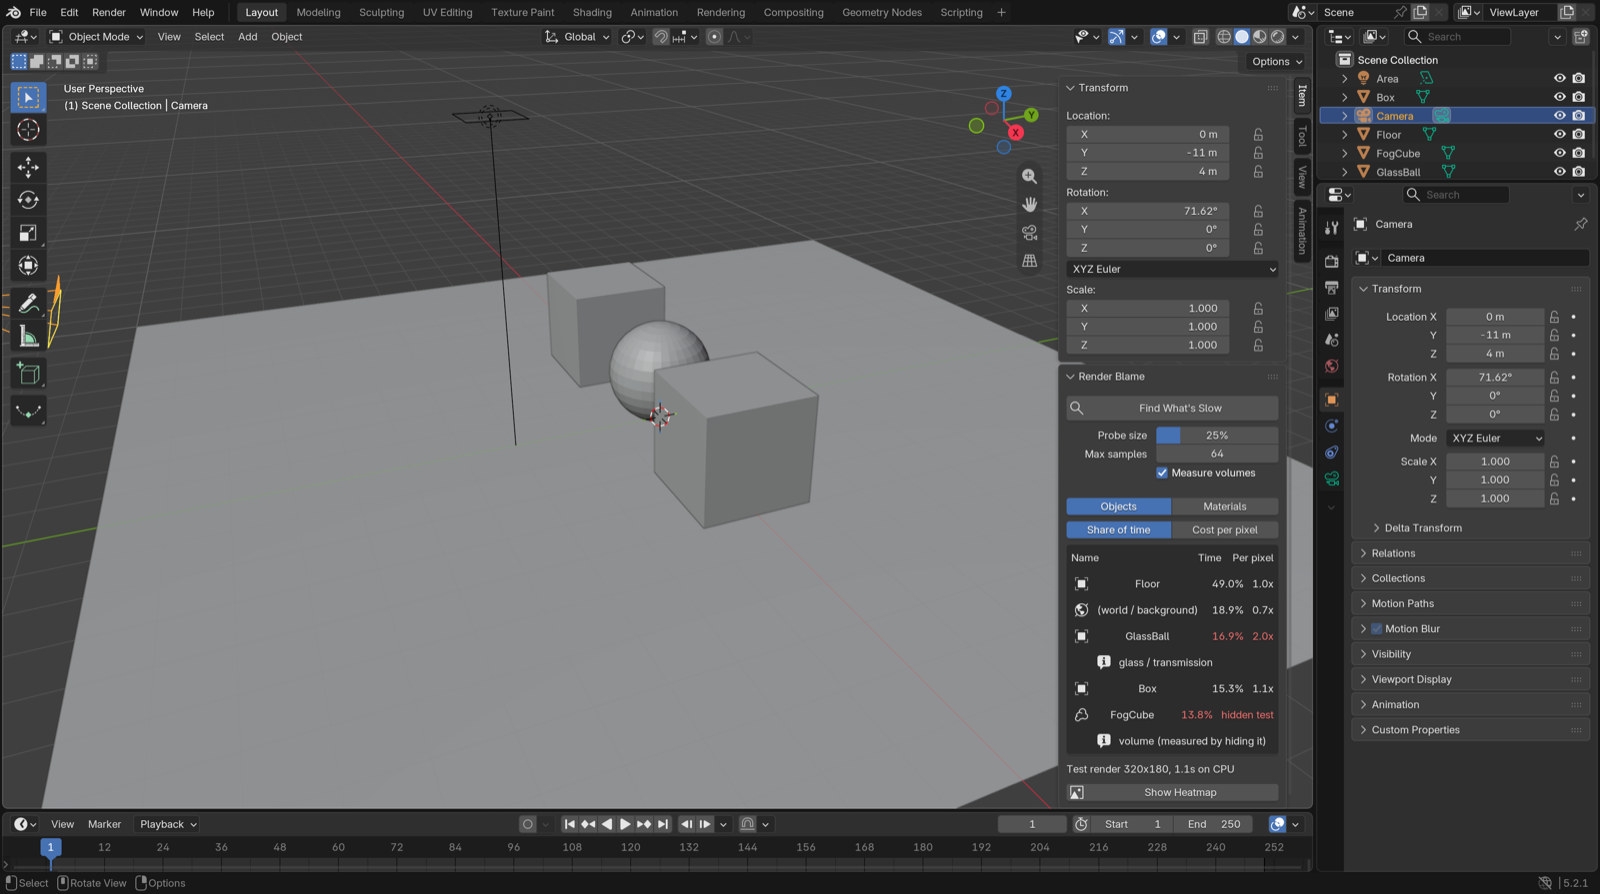 File Edit Render Window Help Layout Modeling Sculpting UV Editing Texture Paint Shading Animation Rendering Compositing Geometry Nodes Scripting + Scene ViewLayer
Object Mode View Select Add Object Global Search
Options
User Perspective
(1) Scene Collection | Camera
Z
Y
X
Transform
Location:
X 0 m
Y -11 m
Z 4 m
Rotation:
X 71.62°
Y 0°
Z 0°
XYZ Euler
Scale:
X 1.000
Y 1.000
Z 1.000
Render Blame
Find What's Slow
Probe size 25%
Max samples 64
Measure volumes
Objects Materials
Share of time Cost per pixel
Name Time Per pixel
Floor 49.0% 1.0x
(world / background) 18.9% 0.7x
GlassBall 16.9% 2.0x
glass / transmission
Box 15.3% 1.1x
FogCube 13.8% hidden test
volume (measured by hiding it)
Test render 320x180, 1.1s on CPU
Show Heatmap
Item
Tool
View
Animation
Scene Collection
Area
Box
Camera
Floor
FogCube
GlassBall
Search
Camera
Camera
Transform
Location X 0 m
Y -11 m
Z 4 m
Rotation X 71.62°
Y 0°
Z 0°
Mode XYZ Euler
Scale X 1.000
Y 1.000
Z 1.000
Delta Transform
Relations
Collections
Motion Paths
Motion Blur
Visibility
Viewport Display
Animation
Custom Properties
View Marker Playback 1 Start 1 End 250
1 12 24 36 48 60 72 84 96 108 120 132 144 156 168 180 192 204 216 228 240 252
Select Rotate View Options 5.2.1